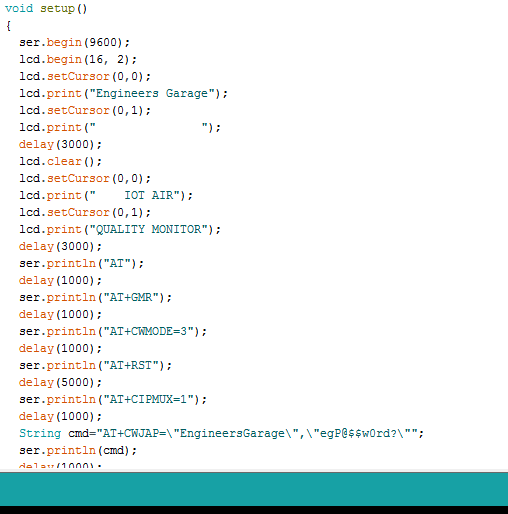 void setup()
{
  ser.begin(9600);
  lcd.begin(16, 2);
  lcd.setCursor(0,0);
  lcd.print("Engineers Garage");
  lcd.setCursor(0,1);
  lcd.print("                ");
  delay(3000);
  lcd.clear();
  lcd.setCursor(0,0);
  lcd.print("    IOT AIR");
  lcd.setCursor(0,1);
  lcd.print("QUALITY MONITOR");
  delay(3000);
  ser.println("AT");
  delay(1000);
  ser.println("AT+GMR");
  delay(1000);
  ser.println("AT+CWMODE=3");
  delay(1000);
  ser.println("AT+RST");
  delay(5000);
  ser.println("AT+CIPMUX=1");
  delay(1000);
  String cmd="AT+CWJAP=\"EngineersGarage\",\"egP@$$w0rd?\"";
  ser.println(cmd);
  delay(1000);